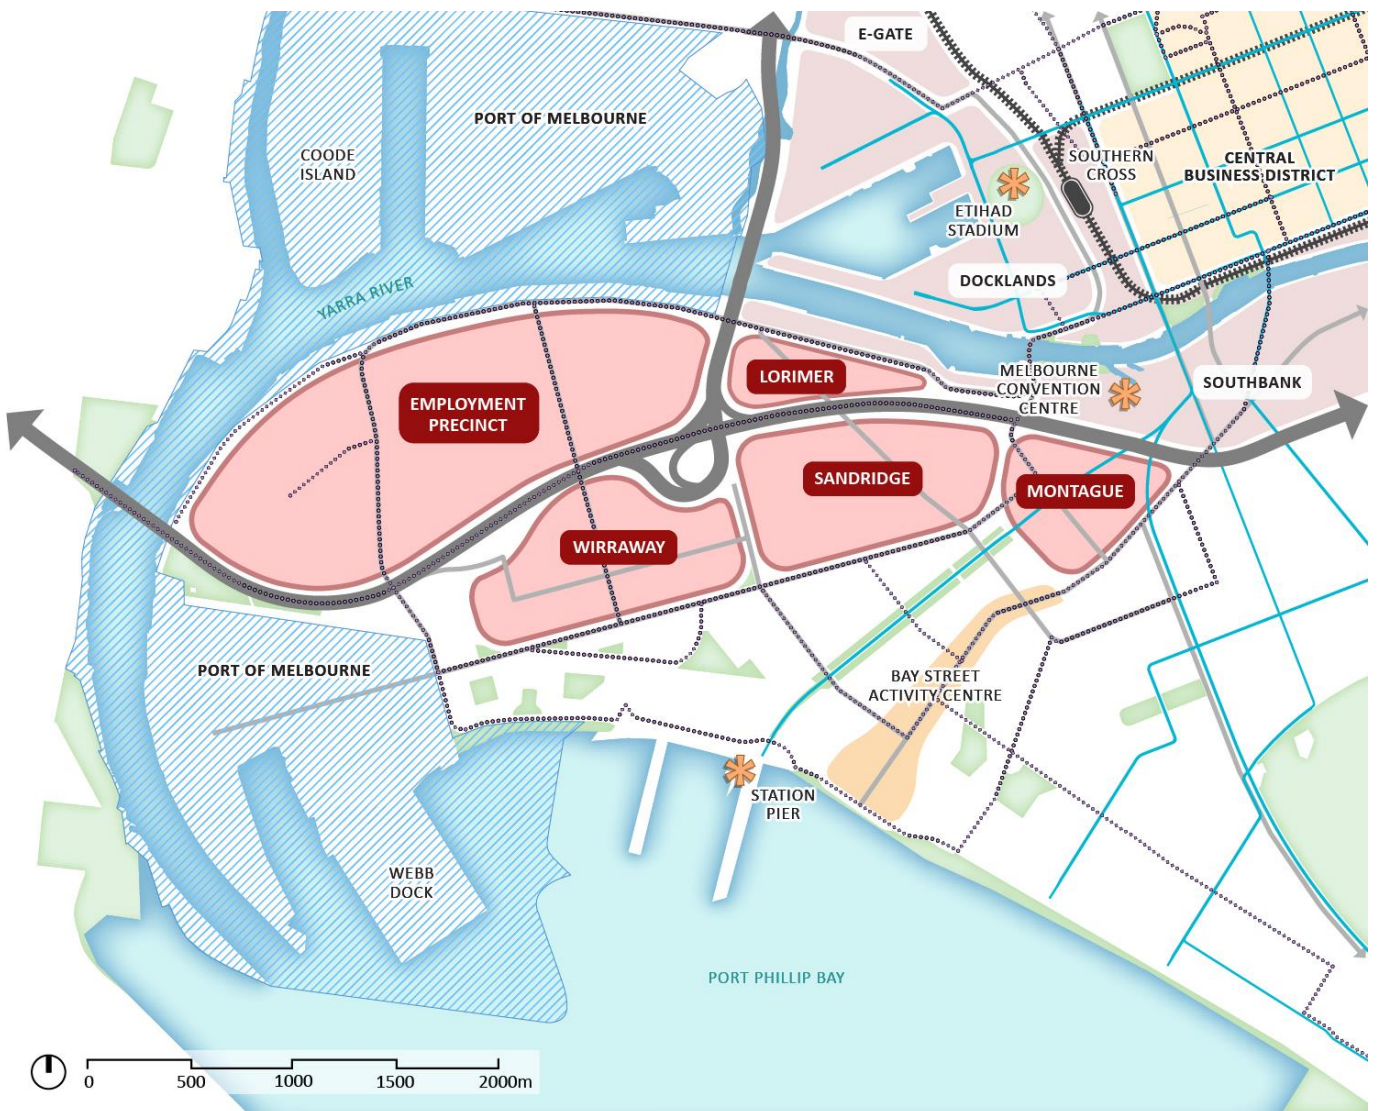 E-GATE
PORT OF MELBOURNE
COODE
ISLAND
SOUTHERN
CROSS
CENTRAL
BUSINESS DISTRICT
ETIHAD
STADIUM
DOCKLANDS
YARRA RIVER
LORIMER
MELBOURNE
CONVENTION
CENTRE
SOUTHBANK
EMPLOYMENT
PRECINCT
SANDRIDGE
MONTAGUE
WIRRAWAY
PORT OF MELBOURNE
BAY STREET
ACTIVITY CENTRE
STATION
PIER
WEBB
DOCK
PORT PHILLIP BAY
0 500 1000 1500 2000m